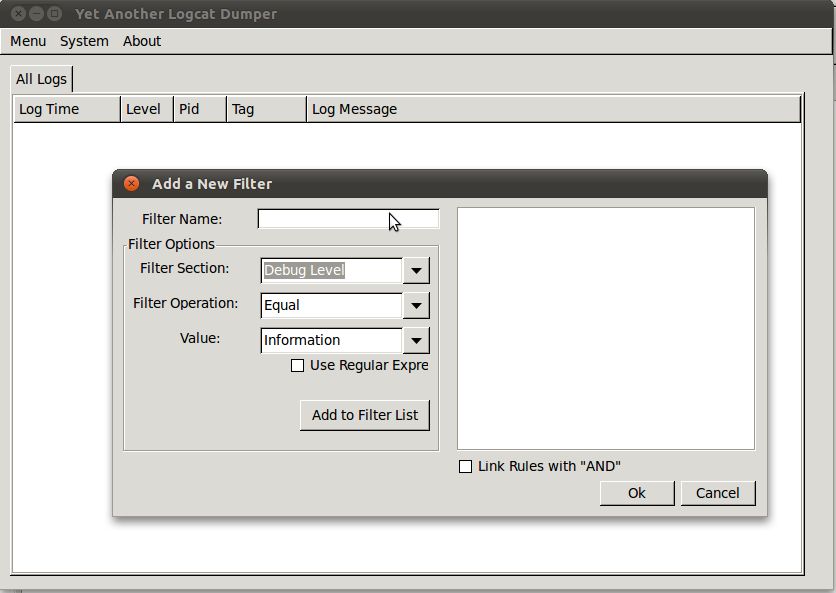 Yet Another Logcat Dumper
Menu System About
All Logs
Log Time Level Pid Tag Log Message
Add a New Filter
Filter Name:
Filter Options
Filter Section: Debug Level
Filter Operation: Equal
Value: Information
Use Regular Expre
Add to Filter List
Link Rules with "AND"
Ok Cancel